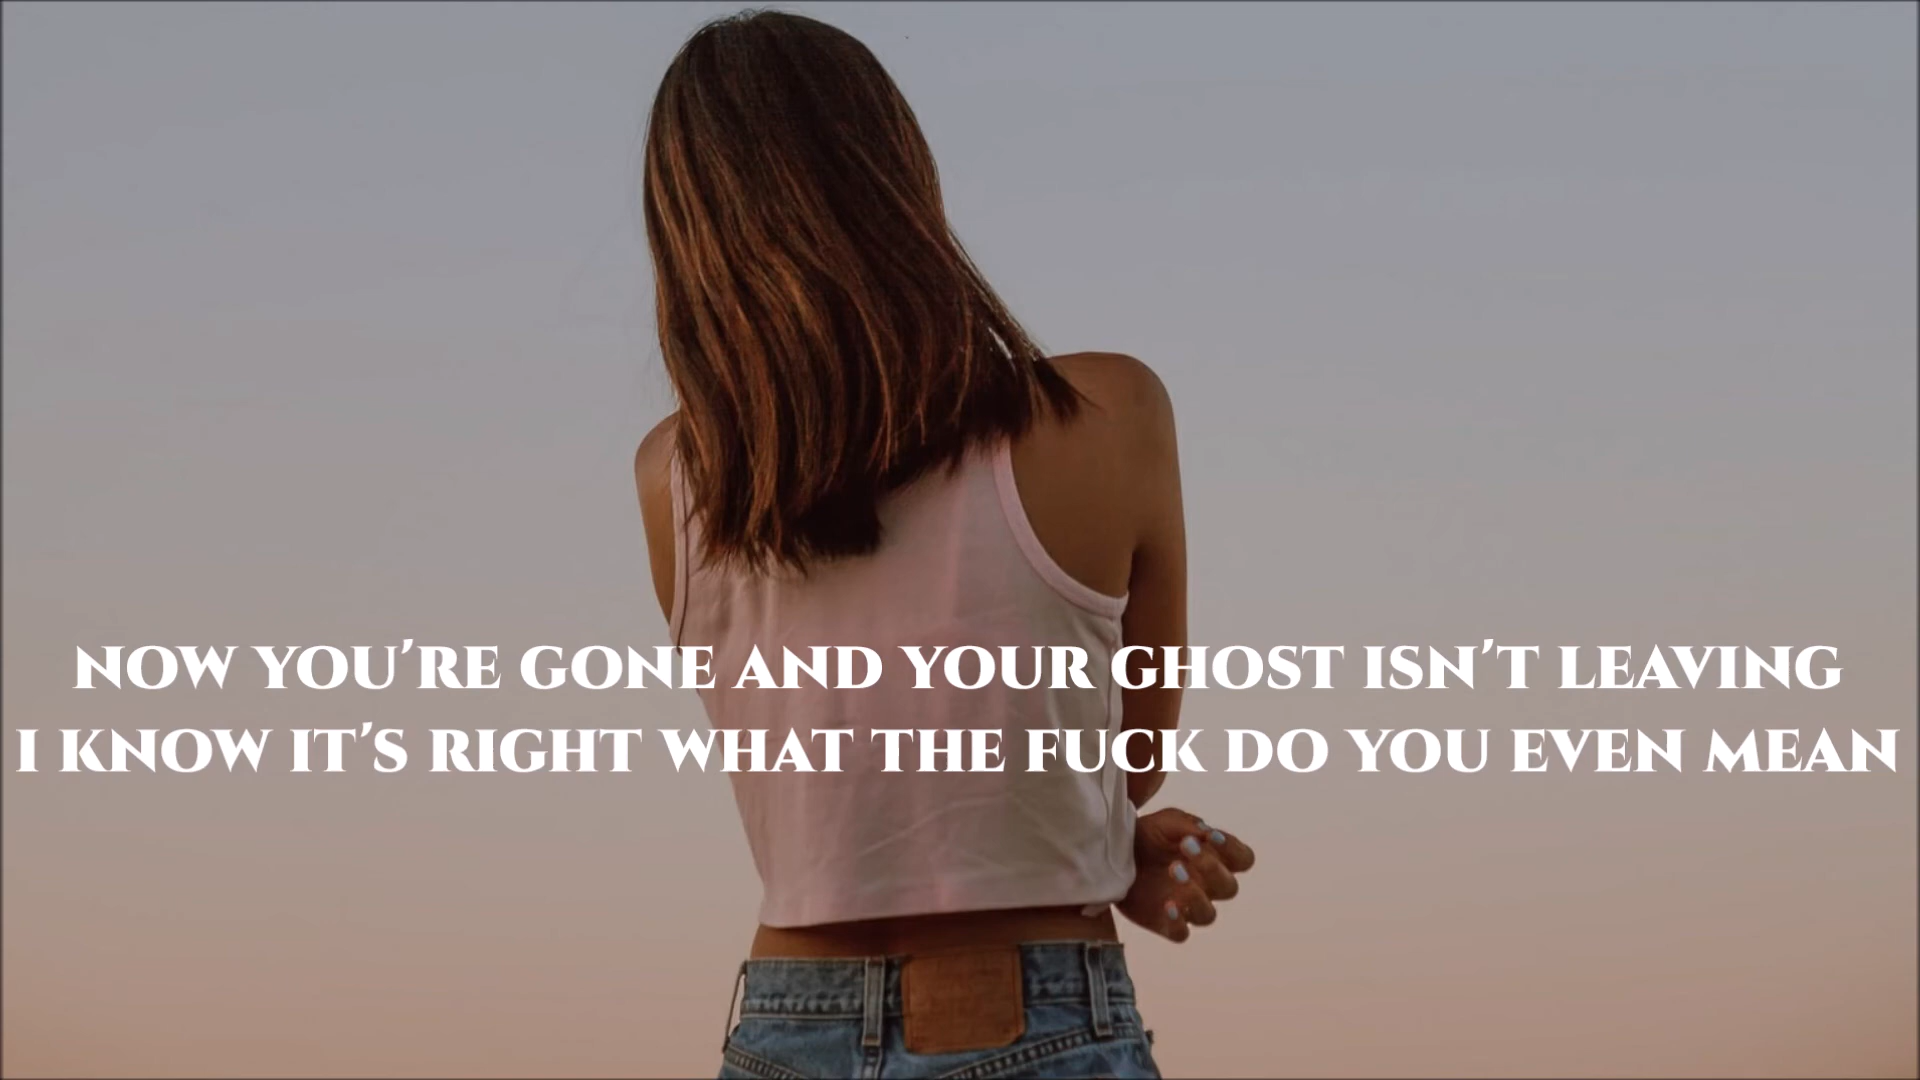 NOW YOU'RE GONE AND YOUR GHOST ISN'T LEAVING
I KNOW IT'S RIGHT WHAT THE FUCK DO YOU EVEN MEAN